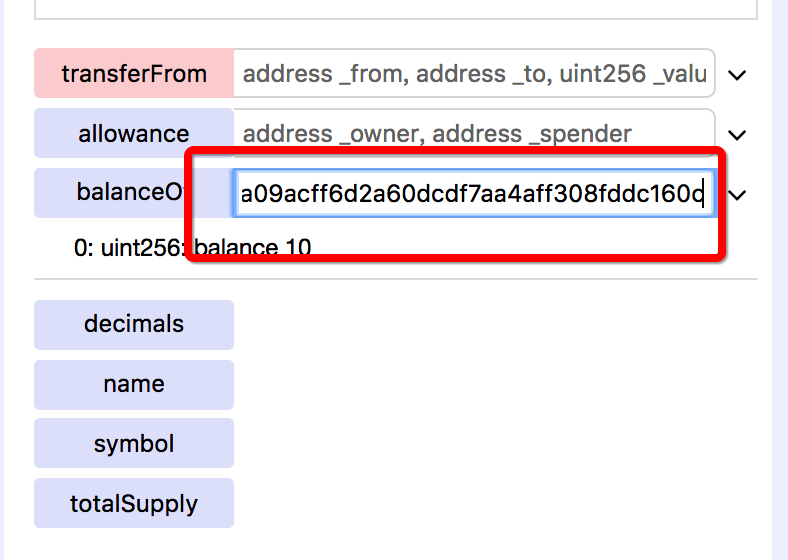 transferFrom address _from, address _to, uint256 _valu
allowance address _owner, address _spender
balanceOf a09acff6d2a60dcdf7aa4aff308fddc160c
0: uint256: balance 10
decimals
name
symbol
totalSupply